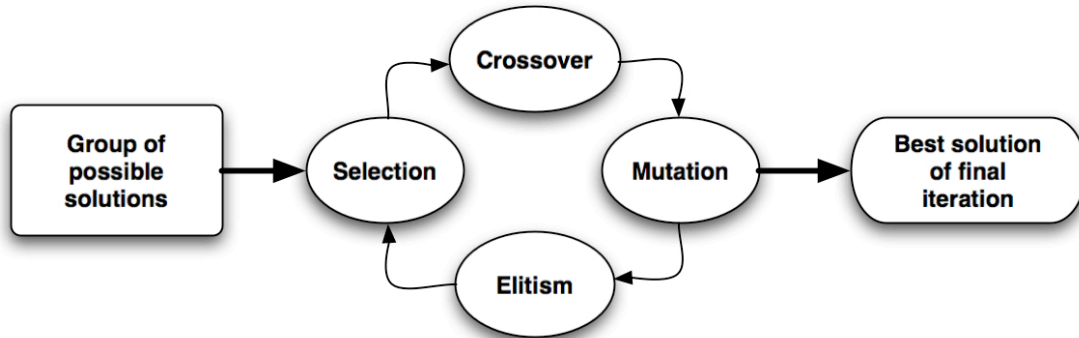 Crossover
Group of
possible
solutions
Selection
Mutation
Best solution
of final
iteration
Elitism